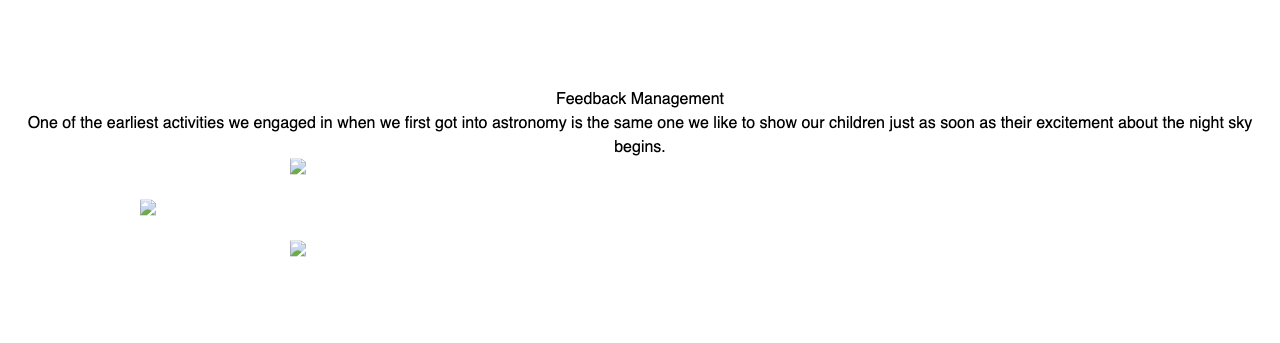 Feedback Management
One of the earliest activities we engaged in when we first got into astronomy is the same one we like to show our children just as soon as their excitement about the night sky
begins.